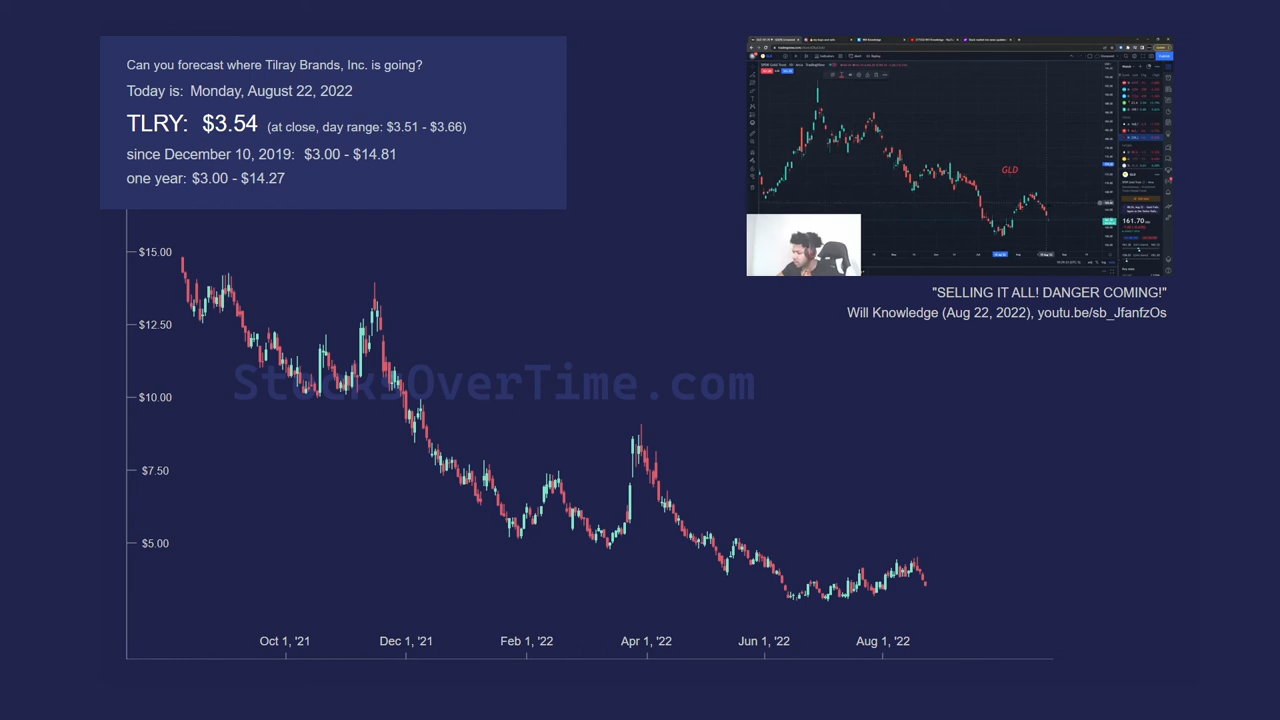 Can you forecast where Tilray Brands, Inc. is going?
Today is: Monday, August 22, 2022
TLRY: $3.54 (at close, day range: $3.51 - $3.66)
since December 10, 2019: $3.00 - $14.81
one year: $3.00 - $14.27
GLD
GLD
161.70
"SELLING IT ALL! DANGER COMING!"
Will Knowledge (Aug 22, 2022), youtu.be/sb_JfanfzOs
$15.00
$12.50
$10.00
$7.50
$5.00
StocksOverTime.com
Oct 1, '21
Dec 1, '21
Feb 1, '22
Apr 1, '22
Jun 1, '22
Aug 1, '22